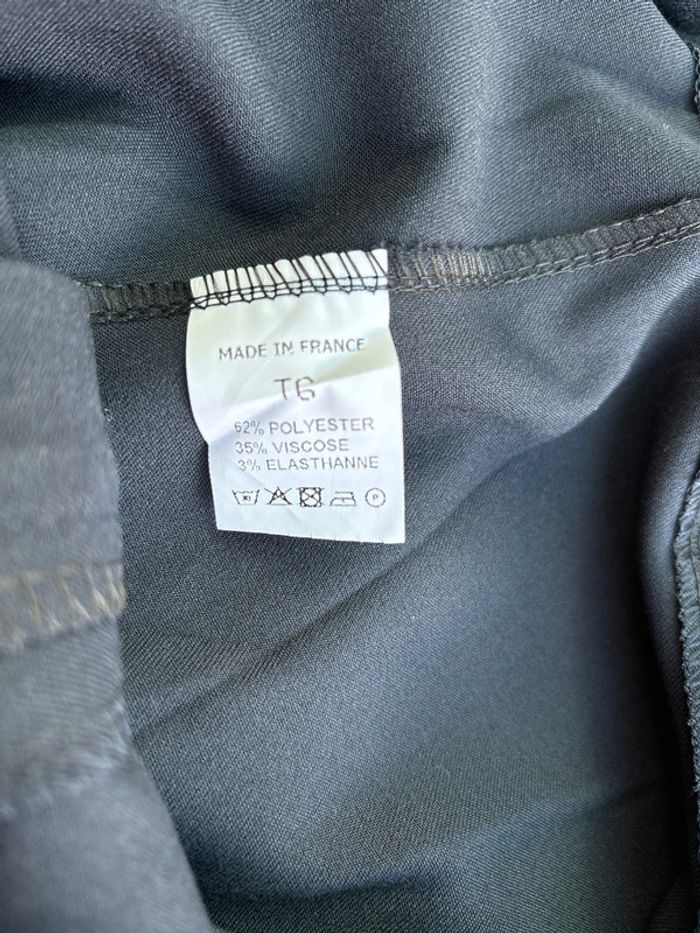 MADE IN FRANCE
T6
62% POLYESTER
35% VISCOSE
3% ELASTHANNE
P